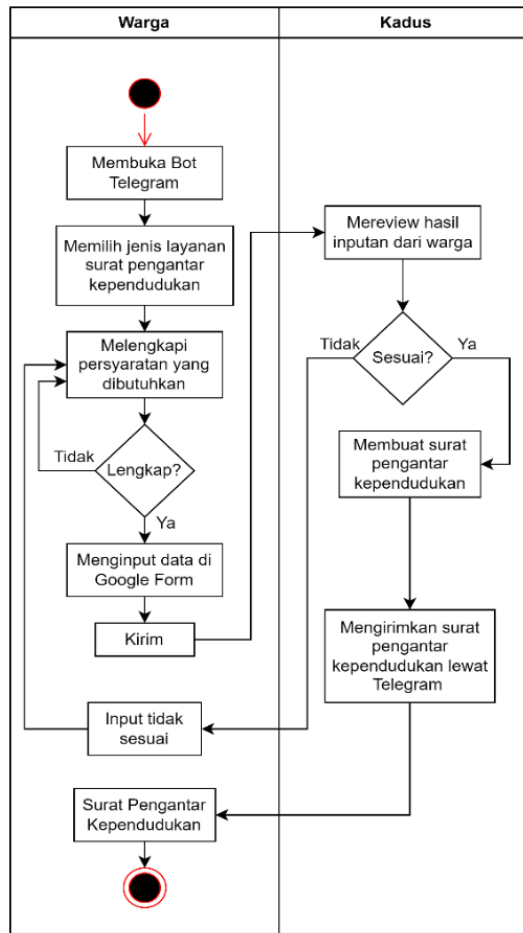 Warga
Kadus
Membuka Bot
Telegram
Memilih jenis layanan
surat pengantar
kependudukan
Melengkapi
persyaratan yang
dibutuhkan
Tidak
Lengkap?
Ya
Menginput data di
Google Form
Kirim
Mereview hasil
inputan dari warga
Tidak
Sesuai?
Ya
Membuat surat
pengantar
kependudukan
Mengirimkan surat
pengantar
kependudukan lewat
Telegram
Input tidak
sesuai
Surat Pengantar
Kependudukan